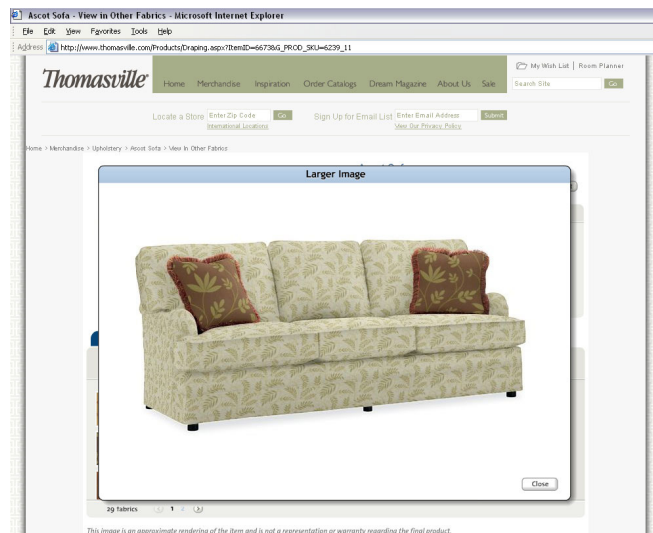 Ascot Sofa - View in Other Fabrics - Microsoft Internet Explorer
File Edit View Favorites Tools Help
Address http://www.thomasville.com/Products/Draping.aspx?ItemID=6673&G_PROD_SKU=6239_11
My Wish List | Room Planner
Thomasville
Home Merchandise Inspiration Order Catalogs Dream Magazine About Us Sale
Search Site Go
Locate a Store Enter Zip Code Go Sign Up for Email List Enter Email Address Submit
International Locations View Our Privacy Policy
Home > Merchandise > Upholstery > Ascot Sofa > View In Other Fabrics
Larger Image
Close
29 fabrics 1 2
This image is an approximate rendering of the item and is not a representation or warranty regarding the final product.